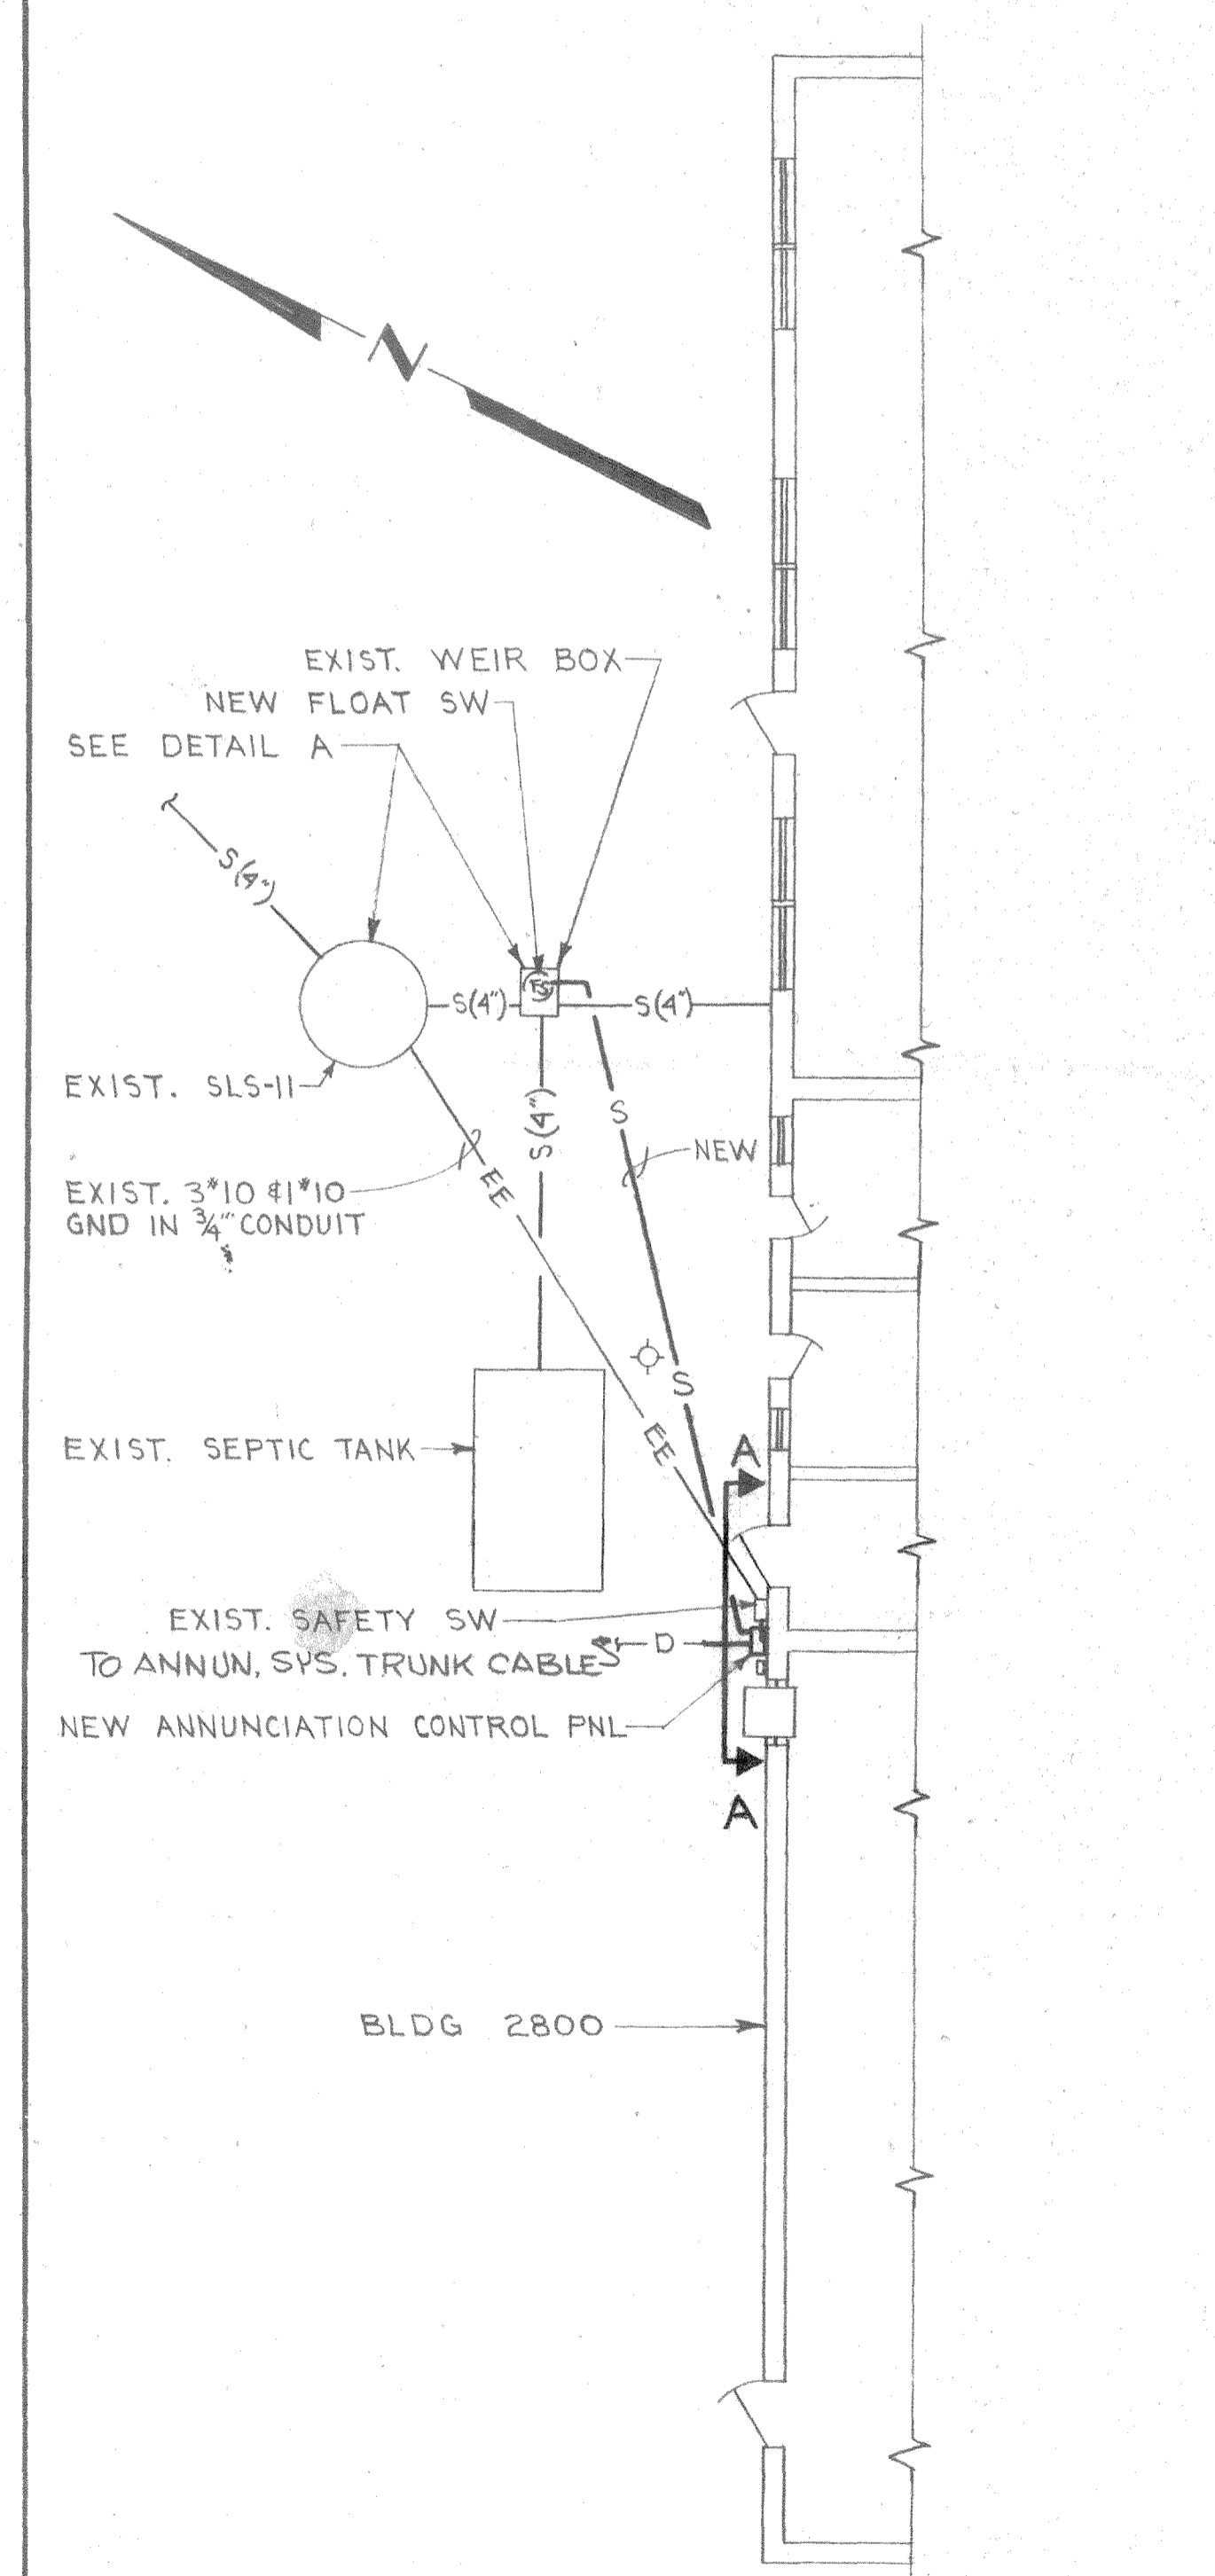 N
EXIST. WEIR BOX
NEW FLOAT SW
SEE DETAIL A
S(4")
FS
S(4")
S(4")
EXIST. SLS-11
S(4")
S
NEW
EXIST. 3#10 &1#10
GND IN 3/4" CONDUIT
EE
S
EE
A
EXIST. SEPTIC TANK
EXIST. SAFETY SW
D
TO ANNUN. SYS. TRUNK CABLE
NEW ANNUNCIATION CONTROL PNL
A
BLDG 2800